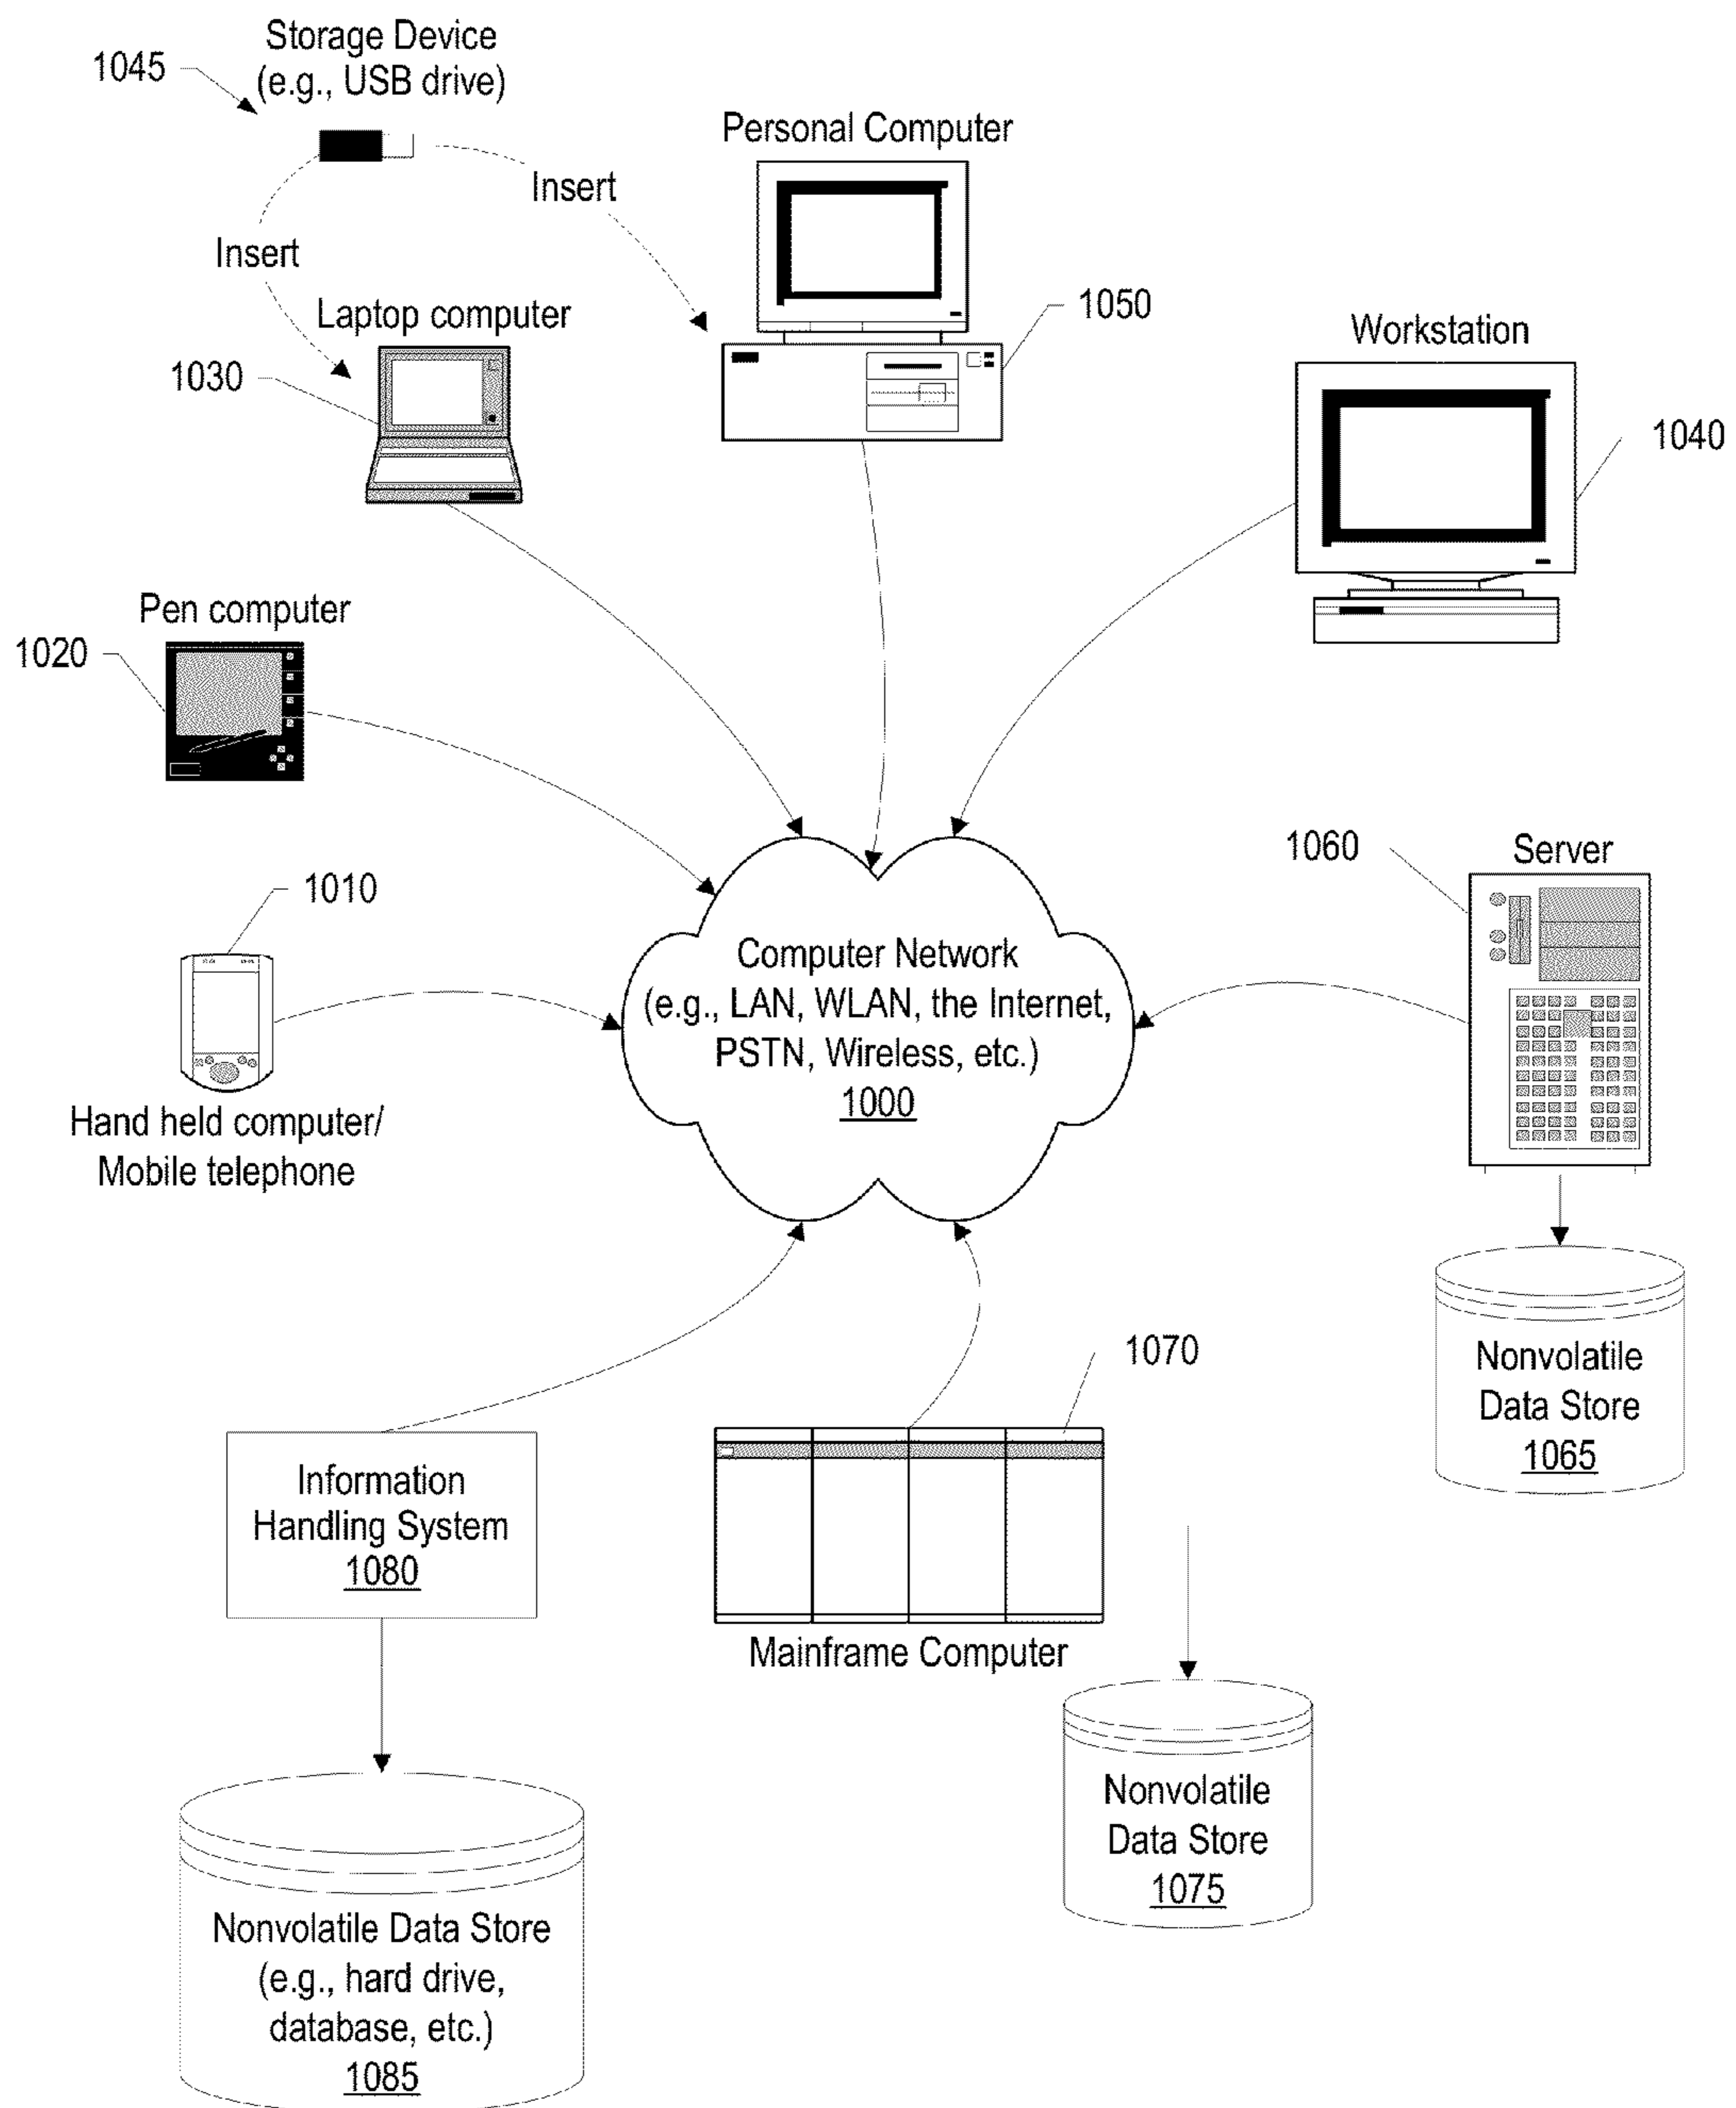 Storage Device
(e.g., USB drive)
1045
Personal Computer
Insert
Insert
Laptop computer
1030
1050
Workstation
1040
Pen computer
1020
1060
Server
1010
Hand held computer/
Mobile telephone
Computer Network
(e.g., LAN, WLAN, the Internet,
PSTN, Wireless, etc.)
1000
Nonvolatile
Data Store
1065
1070
Mainframe Computer
Information
Handling System
1080
Nonvolatile
Data Store
1075
Nonvolatile Data Store
(e.g., hard drive,
database, etc.)
1085